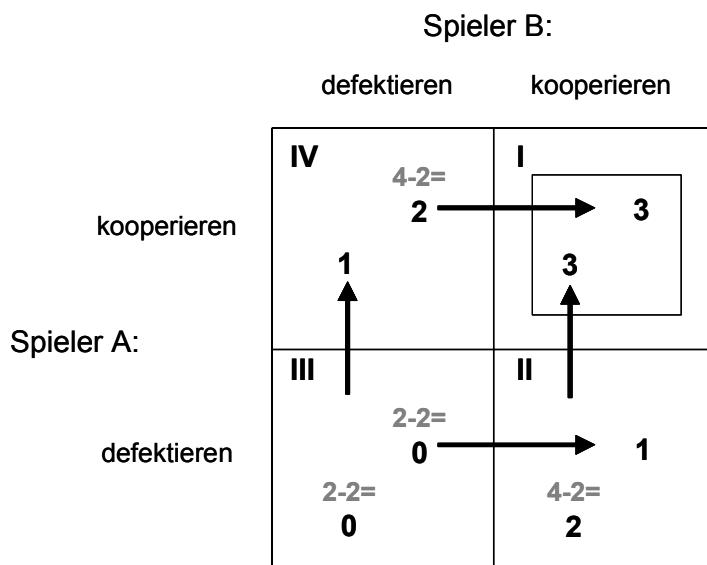 Spieler B:
defektieren kooperieren
IV I
4-2=
kooperieren 2 3
1 3
Spieler A:
III II
2-2=
defektieren 0 1
2-2= 4-2=
0 2